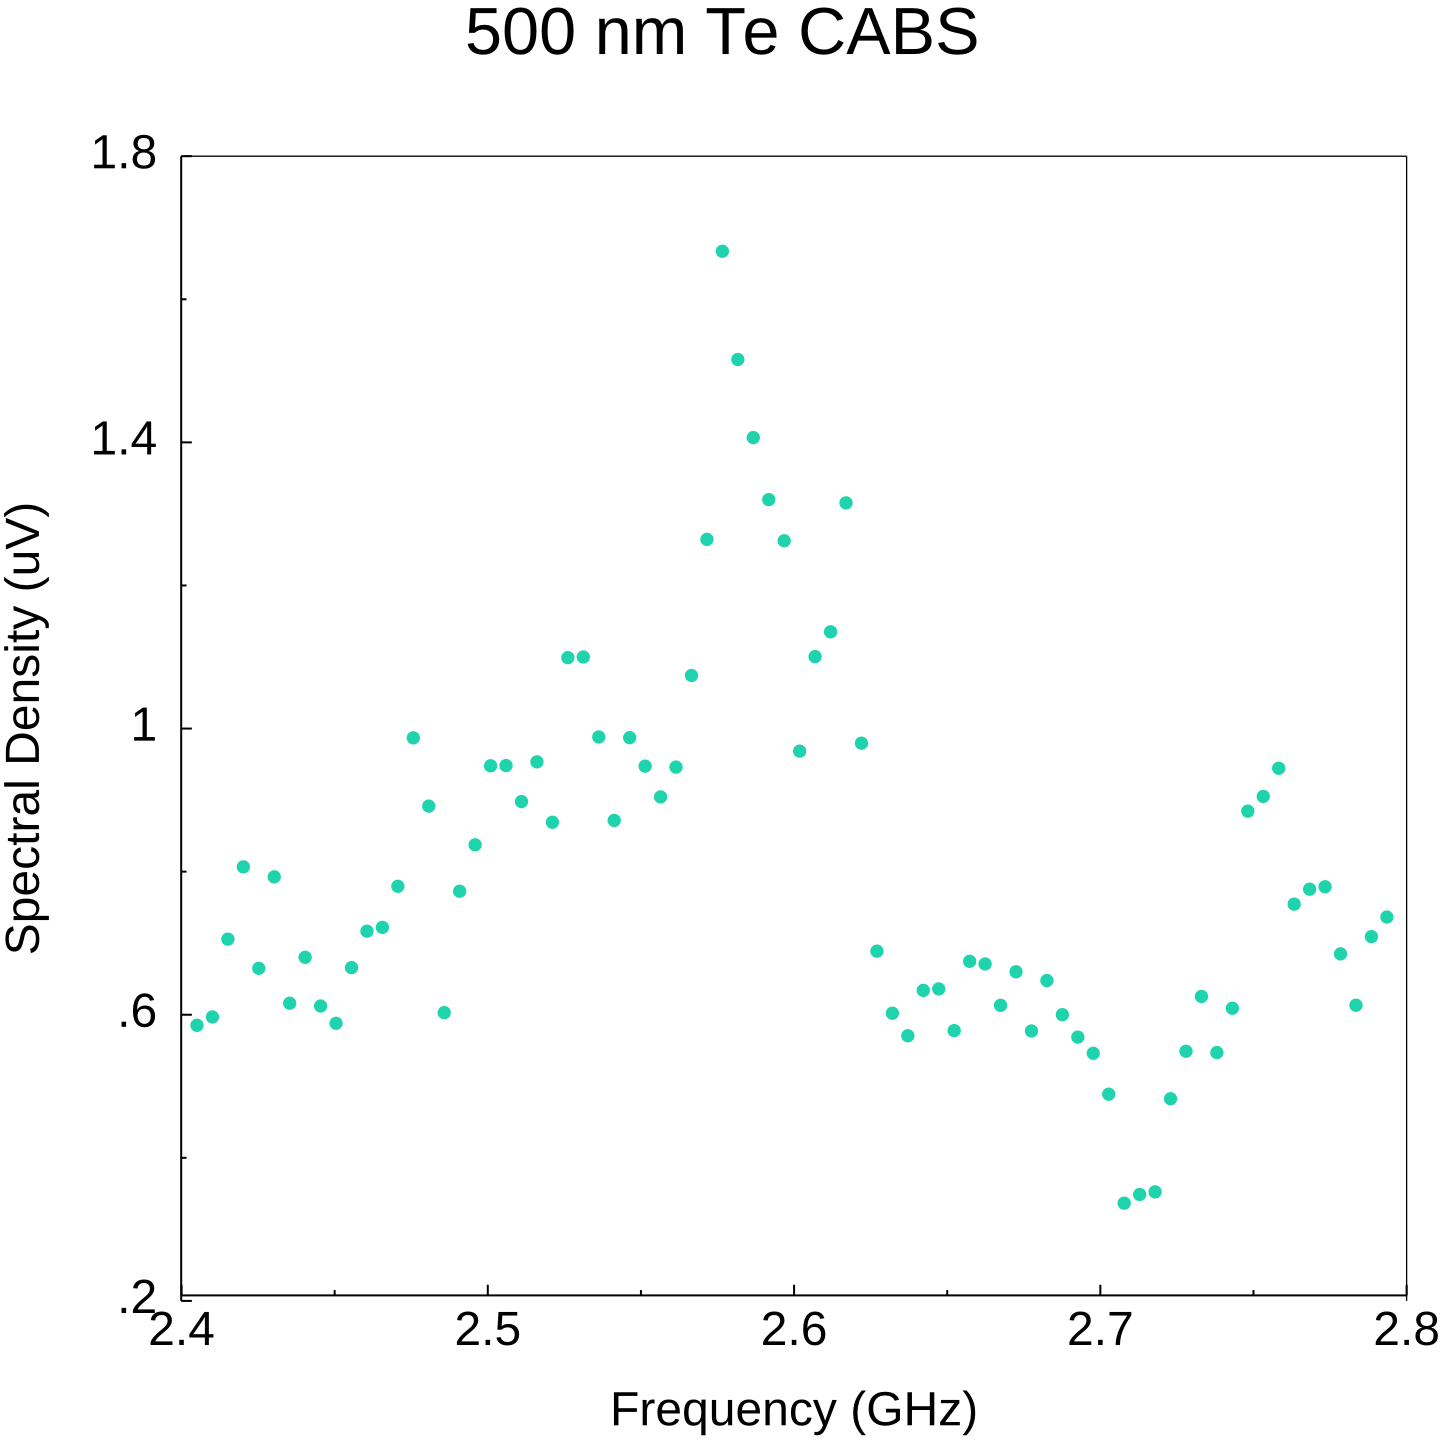 500 nm Te CABS
1.8
1.4
1
.6
.2
Spectral Density (uV)
2.4 2.5 2.6 2.7 2.8
Frequency (GHz)